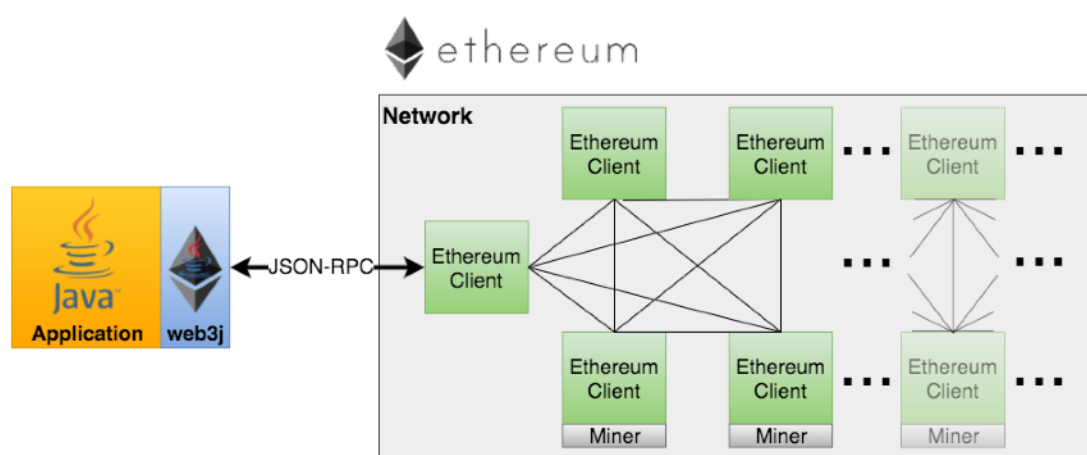 ethereum
Network
Ethereum
Client
Ethereum
Client
Ethereum
Client
Java™
Application
web3j
JSON-RPC
Ethereum
Client
Ethereum
Client
Miner
Ethereum
Client
Miner
Ethereum
Client
Miner